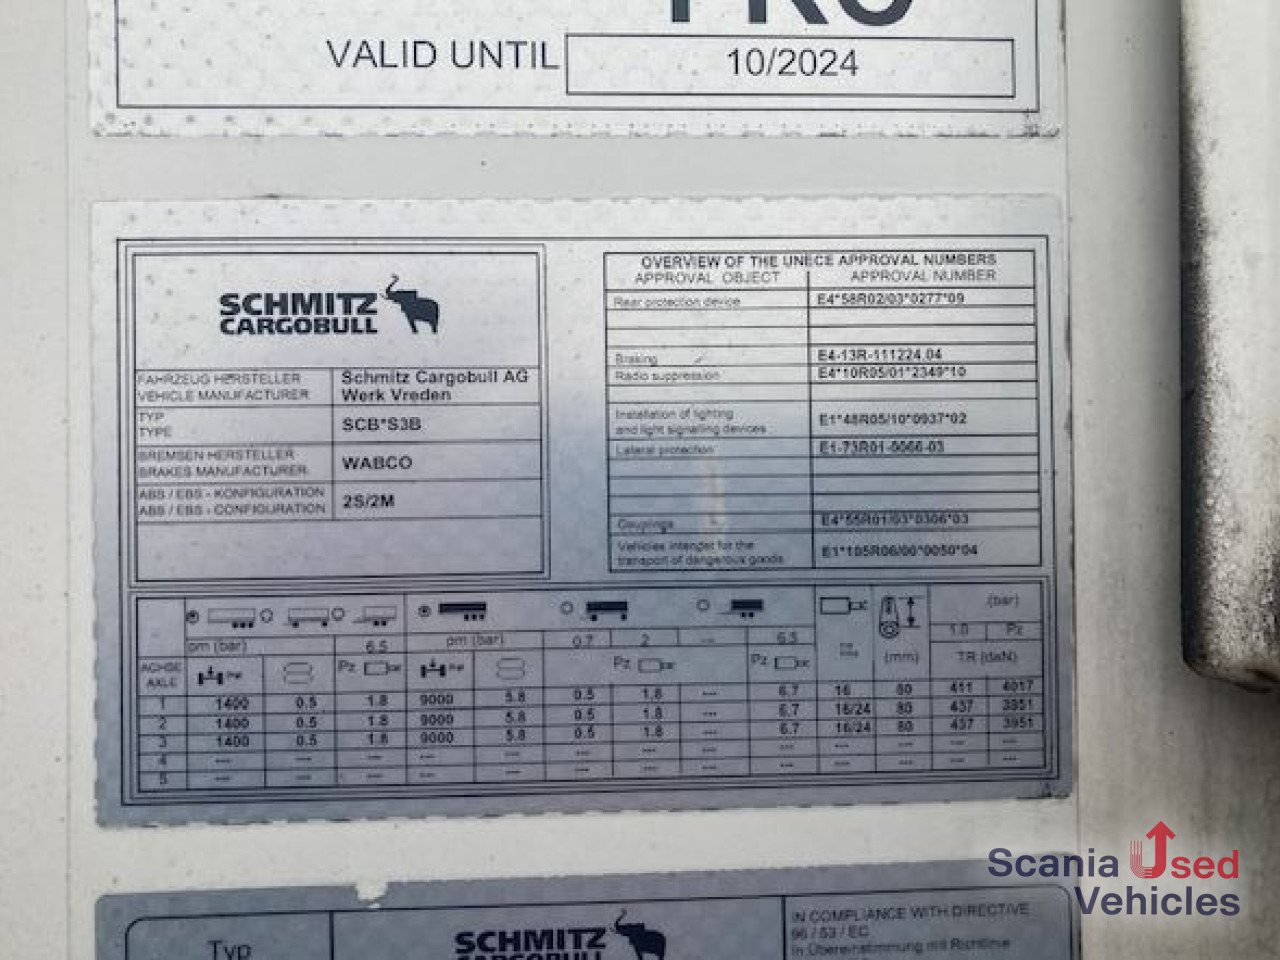 VALID UNTIL 10/2024
SCHMITZ
CARGOBULL
FAHRZEUG HERSTELLER
VEHICLE MANUFACTURER
Schmitz Cargobull AG
Werk Vreden
TYP
TYPE
SCB*S3B
BREMSEN HERSTELLER
BRAKES MANUFACTURER
WABCO
ABS / EBS - KONFIGURATION
ABS / EBS - CONFIGURATION
2S/2M
OVERVIEW OF THE UNECE APPROVAL NUMBERS
APPROVAL OBJECT APPROVAL NUMBER
Rear protection device E4*58R02/03*0277*09
Braking E4-13R-111224.04
Radio suppression E4*10R05/01*2349*10
Installation of lighting
and light signalling devices
E1*48R05/10*0937*02
Lateral protection E1-73R01-0066-03
Couplings E4*55R01/03*0306*03
Vehicles intended for the
transport of dangerous goods
E1*105R06/00*0050*04
pm (bar) 6.5 pm (bar) 0.7 2 --- 6.5 (bar)
1.0 Pz
ACHSE
AXLE
Pz Pz Pz (mm) TR (daN)
1 1400 0.5 1.8 9000 5.8 0.5 1.8 --- 6.7 16 80 411 4017
2 1400 0.5 1.8 9000 5.8 0.5 1.8 --- 6.7 16/24 80 437 3951
3 1400 0.5 1.8 9000 5.8 0.5 1.8 --- 6.7 16/24 80 437 3951
4 --- --- --- --- --- --- --- --- --- --- --- --- ---
5 --- --- --- --- --- --- --- --- --- --- --- --- ---
Scania Used
Vehicles
Typ
SCHMITZ
CARGOBULL
IN COMPLIANCE WITH DIRECTIVE
96 / 53 / EC
In Übereinstimmung mit Richtlinie